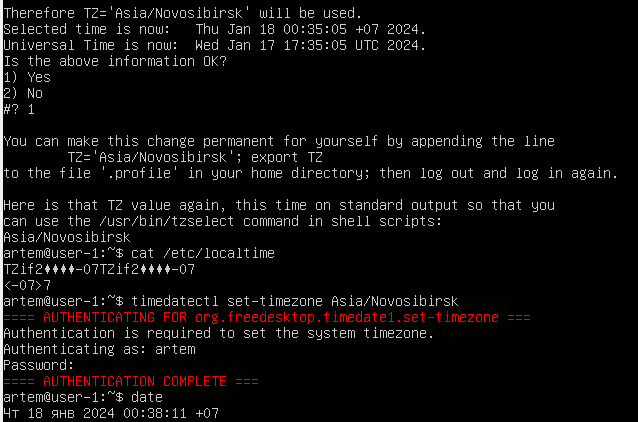 Therefore TZ='Asia/Novosibirsk' will be used.
Selected time is now:   Thu Jan 18 00:35:05 +07 2024.
Universal Time is now:  Wed Jan 17 17:35:05 UTC 2024.
Is the above information OK?
1) Yes
2) No
#? 1

You can make this change permanent for yourself by appending the line
        TZ='Asia/Novosibirsk'; export TZ
to the file '.profile' in your home directory; then log out and log in again.

Here is that TZ value again, this time on standard output so that you
can use the /usr/bin/tzselect command in shell scripts:
Asia/Novosibirsk
artem@user-1:~$ cat /etc/localtime
TZif2♦♦♦♦-07TZif2♦♦♦♦-07
<-07>7
artem@user-1:~$ timedatectl set-timezone Asia/Novosibirsk
==== AUTHENTICATING FOR org.freedesktop.timedate1.set-timezone ===
Authentication is required to set the system timezone.
Authenticating as: artem
Password:
==== AUTHENTICATION COMPLETE ===
artem@user-1:~$ date
Чт 18 янв 2024 00:38:11 +07